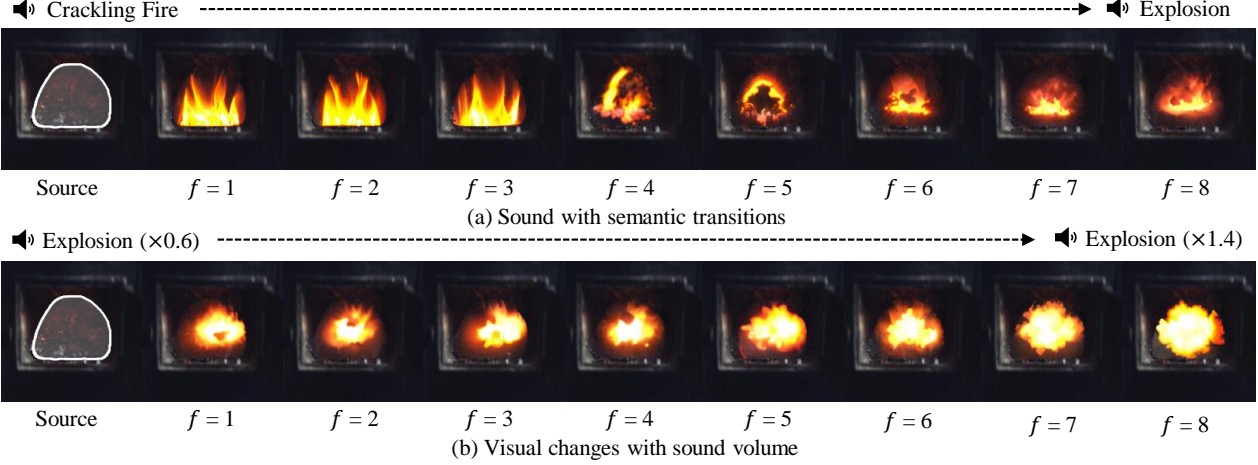 Crackling Fire Explosion
Source f = 1 f = 2 f = 3 f = 4 f = 5 f = 6 f = 7 f = 8
(a) Sound with semantic transitions
Explosion (×0.6) Explosion (×1.4)
Source f = 1 f = 2 f = 3 f = 4 f = 5 f = 6 f = 7 f = 8
(b) Visual changes with sound volume